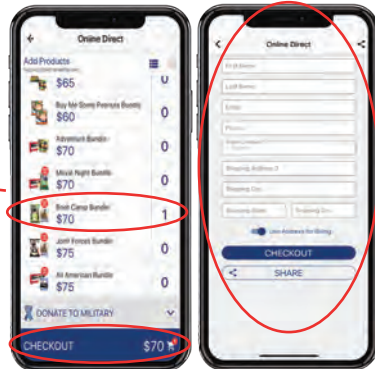 Online Direct
Add Products
$65
0
Buy Me Some Peanuts Bundle
$60
0
Adventure Bundle
$70
0
Movie Night Bundle
$70
0
Boot Camp Bundle
$70
1
Joint Forces Bundle
$75
0
All American Bundle
$75
0
DONATE TO MILITARY
CHECKOUT $70
Online Direct
First Name
Last Name
Email
Phone
Shipping Address 2
Shipping City
Shipping State Shipping Zip
Use Address for Billing
CHECKOUT
SHARE